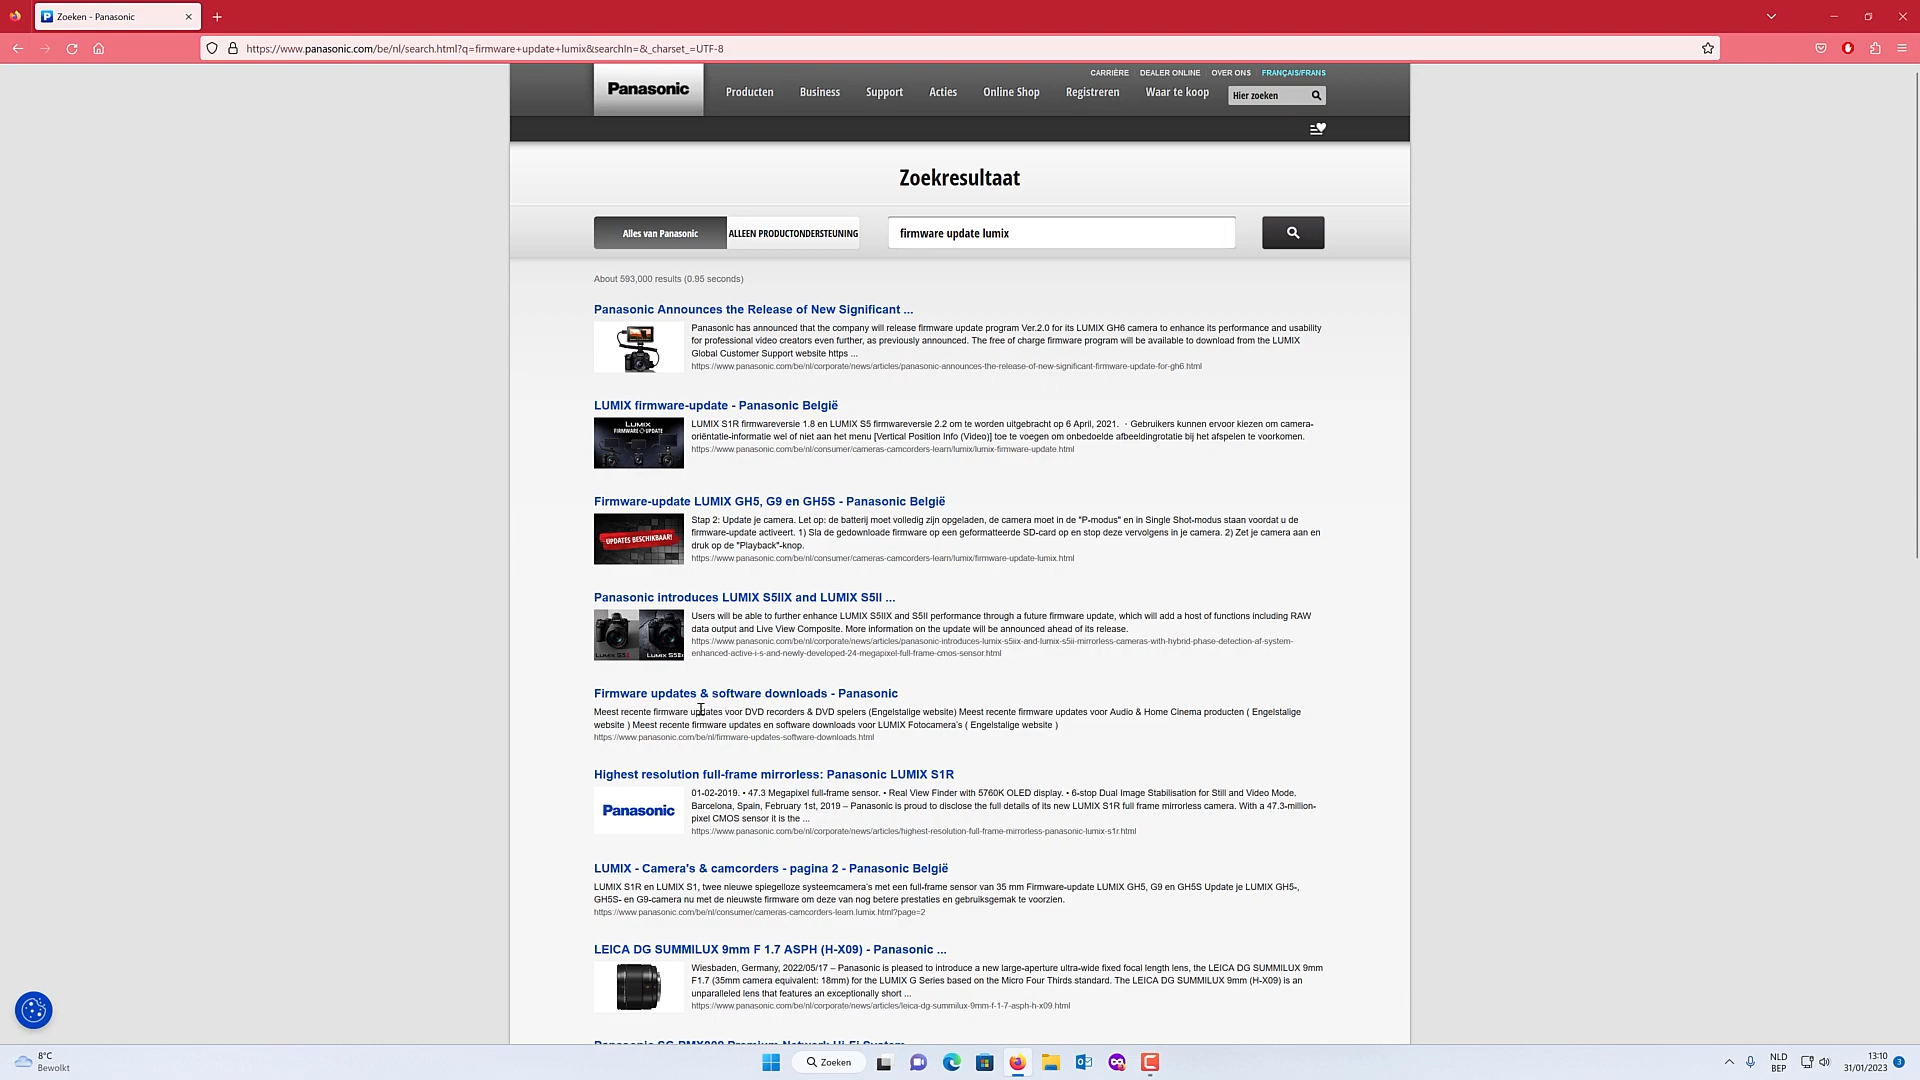 Zoeken - Panasonic
https://www.panasonic.com/be/nl/search.html?q=firmware+update+lumix&searchIn=&_charset_=UTF-8
CARRIÈRE DEALER ONLINE OVER ONS FRANÇAIS/FRANS
Panasonic Producten Business Support Acties Online Shop Registreren Waar te koop Hier zoeken
Zoekresultaat
Alles van Panasonic ALLEEN PRODUCTONDERSTEUNING firmware update lumix
About 593,000 results (0.95 seconds)
Panasonic Announces the Release of New Significant ...
Panasonic has announced that the company will release firmware update program Ver.2.0 for its LUMIX GH6 camera to enhance its performance and usability
for professional video creators even further, as previously announced. The free of charge firmware program will be available to download from the LUMIX
Global Customer Support website https ...
https://www.panasonic.com/be/nl/corporate/news/articles/panasonic-announces-the-release-of-new-significant-firmware-update-for-gh6.html
LUMIX firmware-update - Panasonic België
LUMIX FIRMWARE UPDATE
LUMIX S1R firmwareversie 1.8 en LUMIX S5 firmwareversie 2.2 om te worden uitgebracht op 6 April, 2021. · Gebruikers kunnen ervoor kiezen om camera-
oriëntatie-informatie wel of niet aan het menu [Vertical Position Info (Video)] toe te voegen om onbedoelde afbeeldingrotatie bij het afspelen te voorkomen.
https://www.panasonic.com/be/nl/consumer/cameras-camcorders-learn/lumix/lumix-firmware-update.html
Firmware-update LUMIX GH5, G9 en GH5S - Panasonic België
UPDATES BESCHIKBAAR!
Stap 2: Update je camera. Let op: de batterij moet volledig zijn opgeladen, de camera moet in de "P-modus" en in Single Shot-modus staan voordat u de
firmware-update activeert. 1) Sla de gedownloade firmware op een geformatteerde SD-card op en stop deze vervolgens in je camera. 2) Zet je camera aan en
druk op de "Playback"-knop.
https://www.panasonic.com/be/nl/consumer/cameras-camcorders-learn/lumix/firmware-update-lumix.html
Panasonic introduces LUMIX S5IIX and LUMIX S5II ...
Users will be able to further enhance LUMIX S5IIX and S5II performance through a future firmware update, which will add a host of functions including RAW
data output and Live View Composite. More information on the update will be announced ahead of its release.
https://www.panasonic.com/be/nl/corporate/news/articles/panasonic-introduces-lumix-s5iix-and-lumix-s5ii-mirrorless-cameras-with-hybrid-phase-detection-af-system-
enhanced-active-i-s-and-newly-developed-24-megapixel-full-frame-cmos-sensor.html
Firmware updates & software downloads - Panasonic
Meest recente firmware updates voor DVD recorders & DVD spelers (Engelstalige website) Meest recente firmware updates voor Audio & Home Cinema producten ( Engelstalige
website ) Meest recente firmware updates en software downloads voor LUMIX Fotocamera's ( Engelstalige website )
https://www.panasonic.com/be/nl/firmware-updates-software-downloads.html
Highest resolution full-frame mirrorless: Panasonic LUMIX S1R
Panasonic
01-02-2019. • 47.3 Megapixel full-frame sensor. • Real View Finder with 5760K OLED display. • 6-stop Dual Image Stabilisation for Still and Video Mode.
Barcelona, Spain, February 1st, 2019 – Panasonic is proud to disclose the full details of its new LUMIX S1R full frame mirrorless camera. With a 47.3-million-
pixel CMOS sensor it is the ...
https://www.panasonic.com/be/nl/corporate/news/articles/highest-resolution-full-frame-mirrorless-panasonic-lumix-s1r.html
LUMIX - Camera's & camcorders - pagina 2 - Panasonic België
LUMIX S1R en LUMIX S1, twee nieuwe spiegelloze systeemcamera's met een full-frame sensor van 35 mm Firmware-update LUMIX GH5, G9 en GH5S Update je LUMIX GH5-,
GH5S- en G9-camera nu met de nieuwste firmware om deze van nog betere prestaties en gebruiksgemak te voorzien.
https://www.panasonic.com/be/nl/consumer/cameras-camcorders-learn.lumix.html?page=2
LEICA DG SUMMILUX 9mm F 1.7 ASPH (H-X09) - Panasonic ...
Wiesbaden, Germany, 2022/05/17 – Panasonic is pleased to introduce a new large-aperture ultra-wide fixed focal length lens, the LEICA DG SUMMILUX 9mm
F1.7 (35mm camera equivalent: 18mm) for the LUMIX G Series based on the Micro Four Thirds standard. The LEICA DG SUMMILUX 9mm (H-X09) is an
unparalleled lens that features an exceptionally short ...
https://www.panasonic.com/be/nl/corporate/news/articles/leica-dg-summilux-9mm-f-1-7-asph-h-x09.html
8°C
Bewolkt
Zoeken
NLD
BEP
13:10
31/01/2023
3